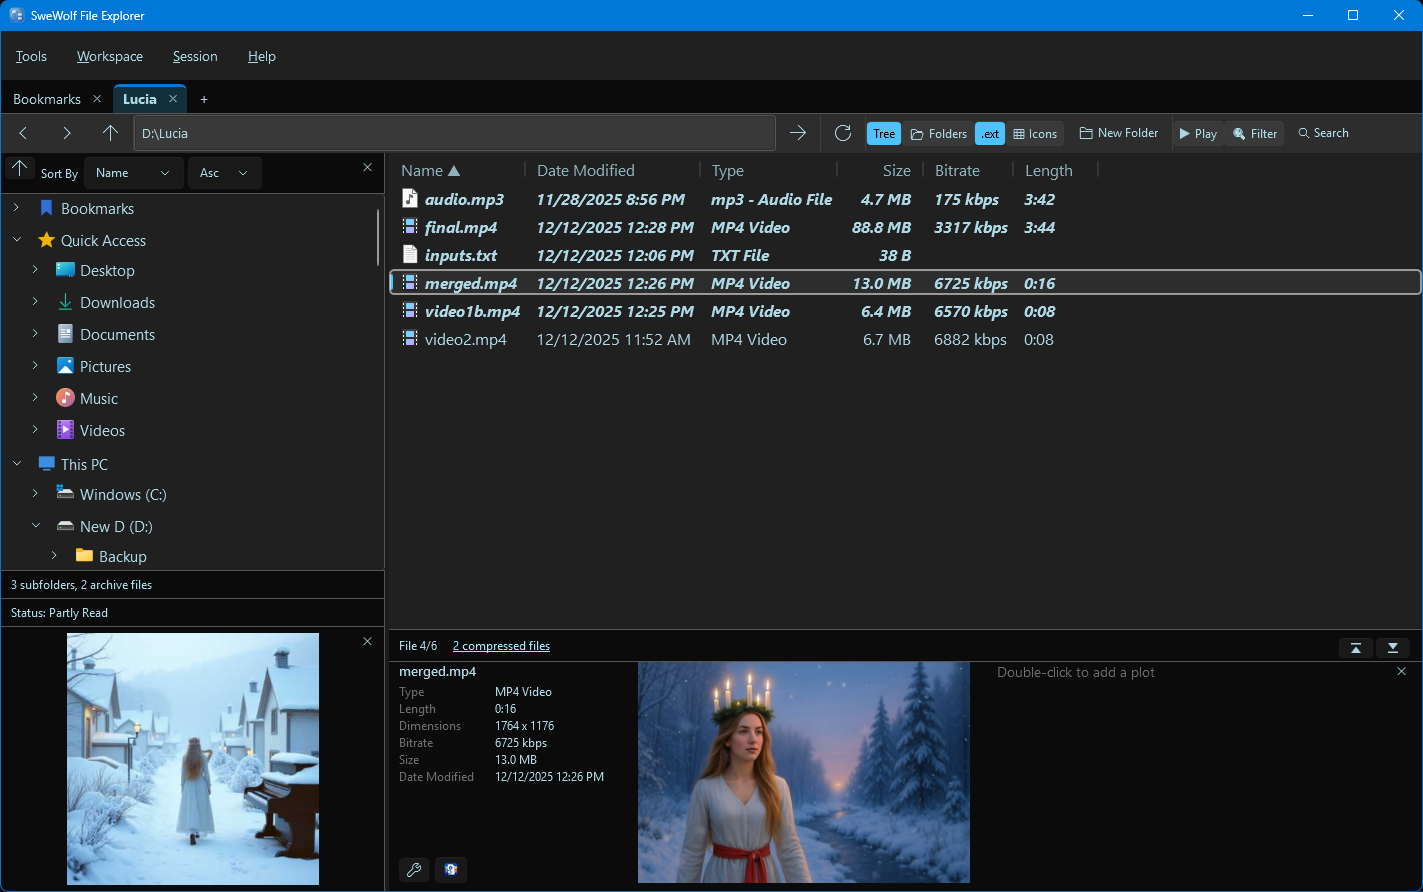 SweWolf File Explorer
Tools Workspace Session Help
Bookmarks Lucia
D:\Lucia Tree Folders .ext Icons New Folder Play Filter Search
Sort By Name Asc
Bookmarks
Quick Access
Desktop
Downloads
Documents
Pictures
Music
Videos
This PC
Windows (C:)
New D (D:)
Backup
3 subfolders, 2 archive files
Status: Partly Read
Name Date Modified Type Size Bitrate Length
audio.mp3 11/28/2025 8:56 PM mp3 - Audio File 4.7 MB 175 kbps 3:42
final.mp4 12/12/2025 12:28 PM MP4 Video 88.8 MB 3317 kbps 3:44
inputs.txt 12/12/2025 12:06 PM TXT File 38 B
merged.mp4 12/12/2025 12:26 PM MP4 Video 13.0 MB 6725 kbps 0:16
video1b.mp4 12/12/2025 12:25 PM MP4 Video 6.4 MB 6570 kbps 0:08
video2.mp4 12/12/2025 11:52 AM MP4 Video 6.7 MB 6882 kbps 0:08
File 4/6 2 compressed files
merged.mp4
Type MP4 Video
Length 0:16
Dimensions 1764 x 1176
Bitrate 6725 kbps
Size 13.0 MB
Date Modified 12/12/2025 12:26 PM
Double-click to add a plot